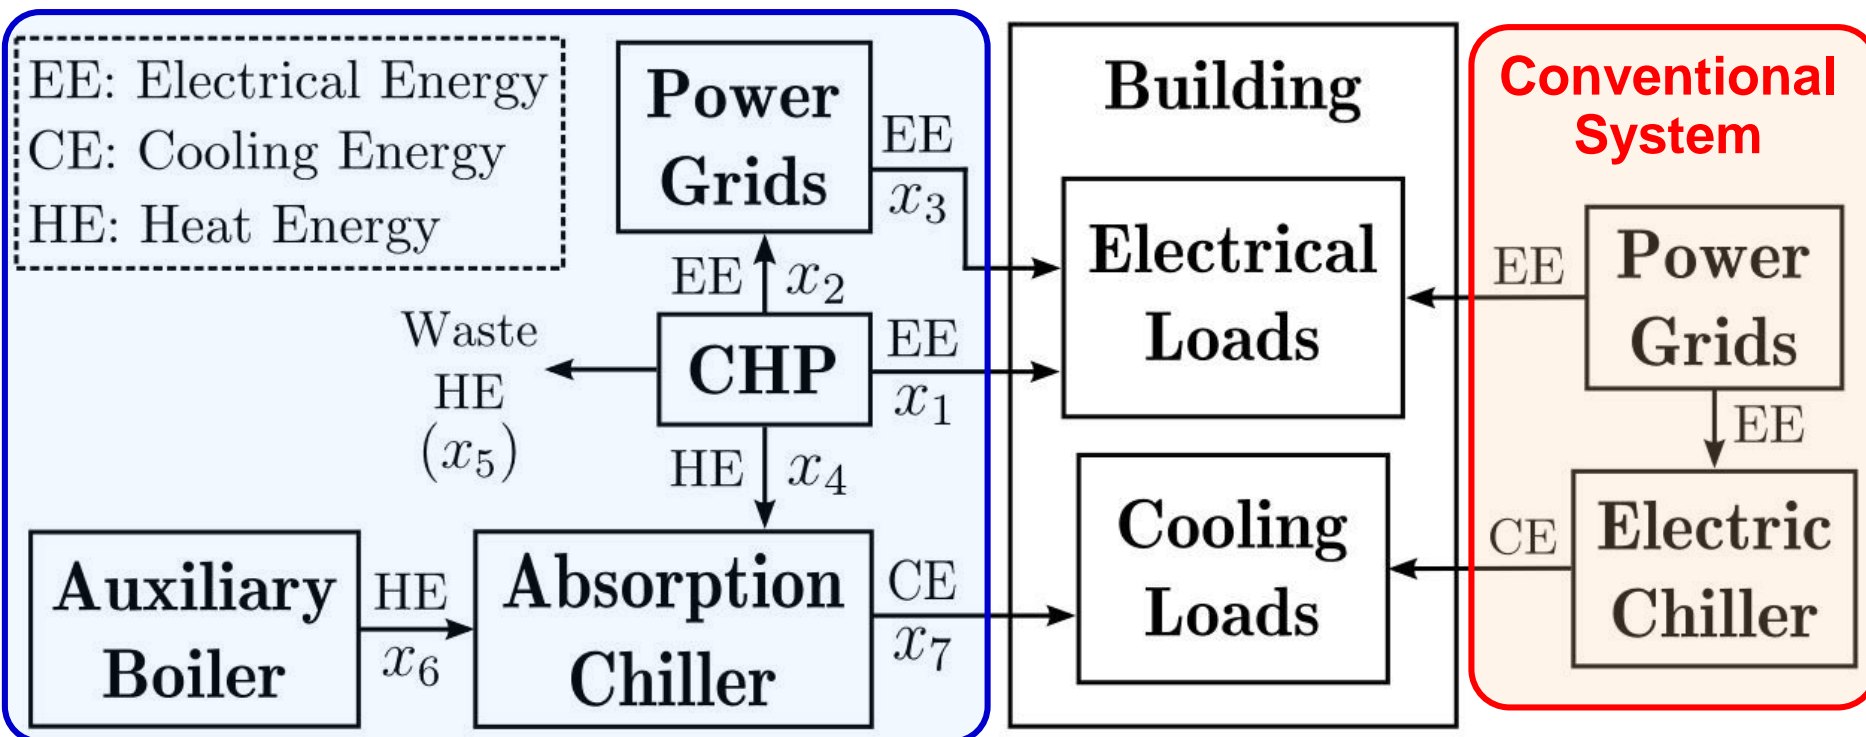 EE: Electrical Energy
CE: Cooling Energy
HE: Heat Energy
Power
Grids
EE
x3
EE x2
Waste
HE
(x5)
CHP
EE
x1
HE x4
Auxiliary
Boiler
HE
x6
Absorption
Chiller
CE
x7
Building
Electrical
Loads
Cooling
Loads
Conventional
System
EE
Power
Grids
EE
CE
Electric
Chiller